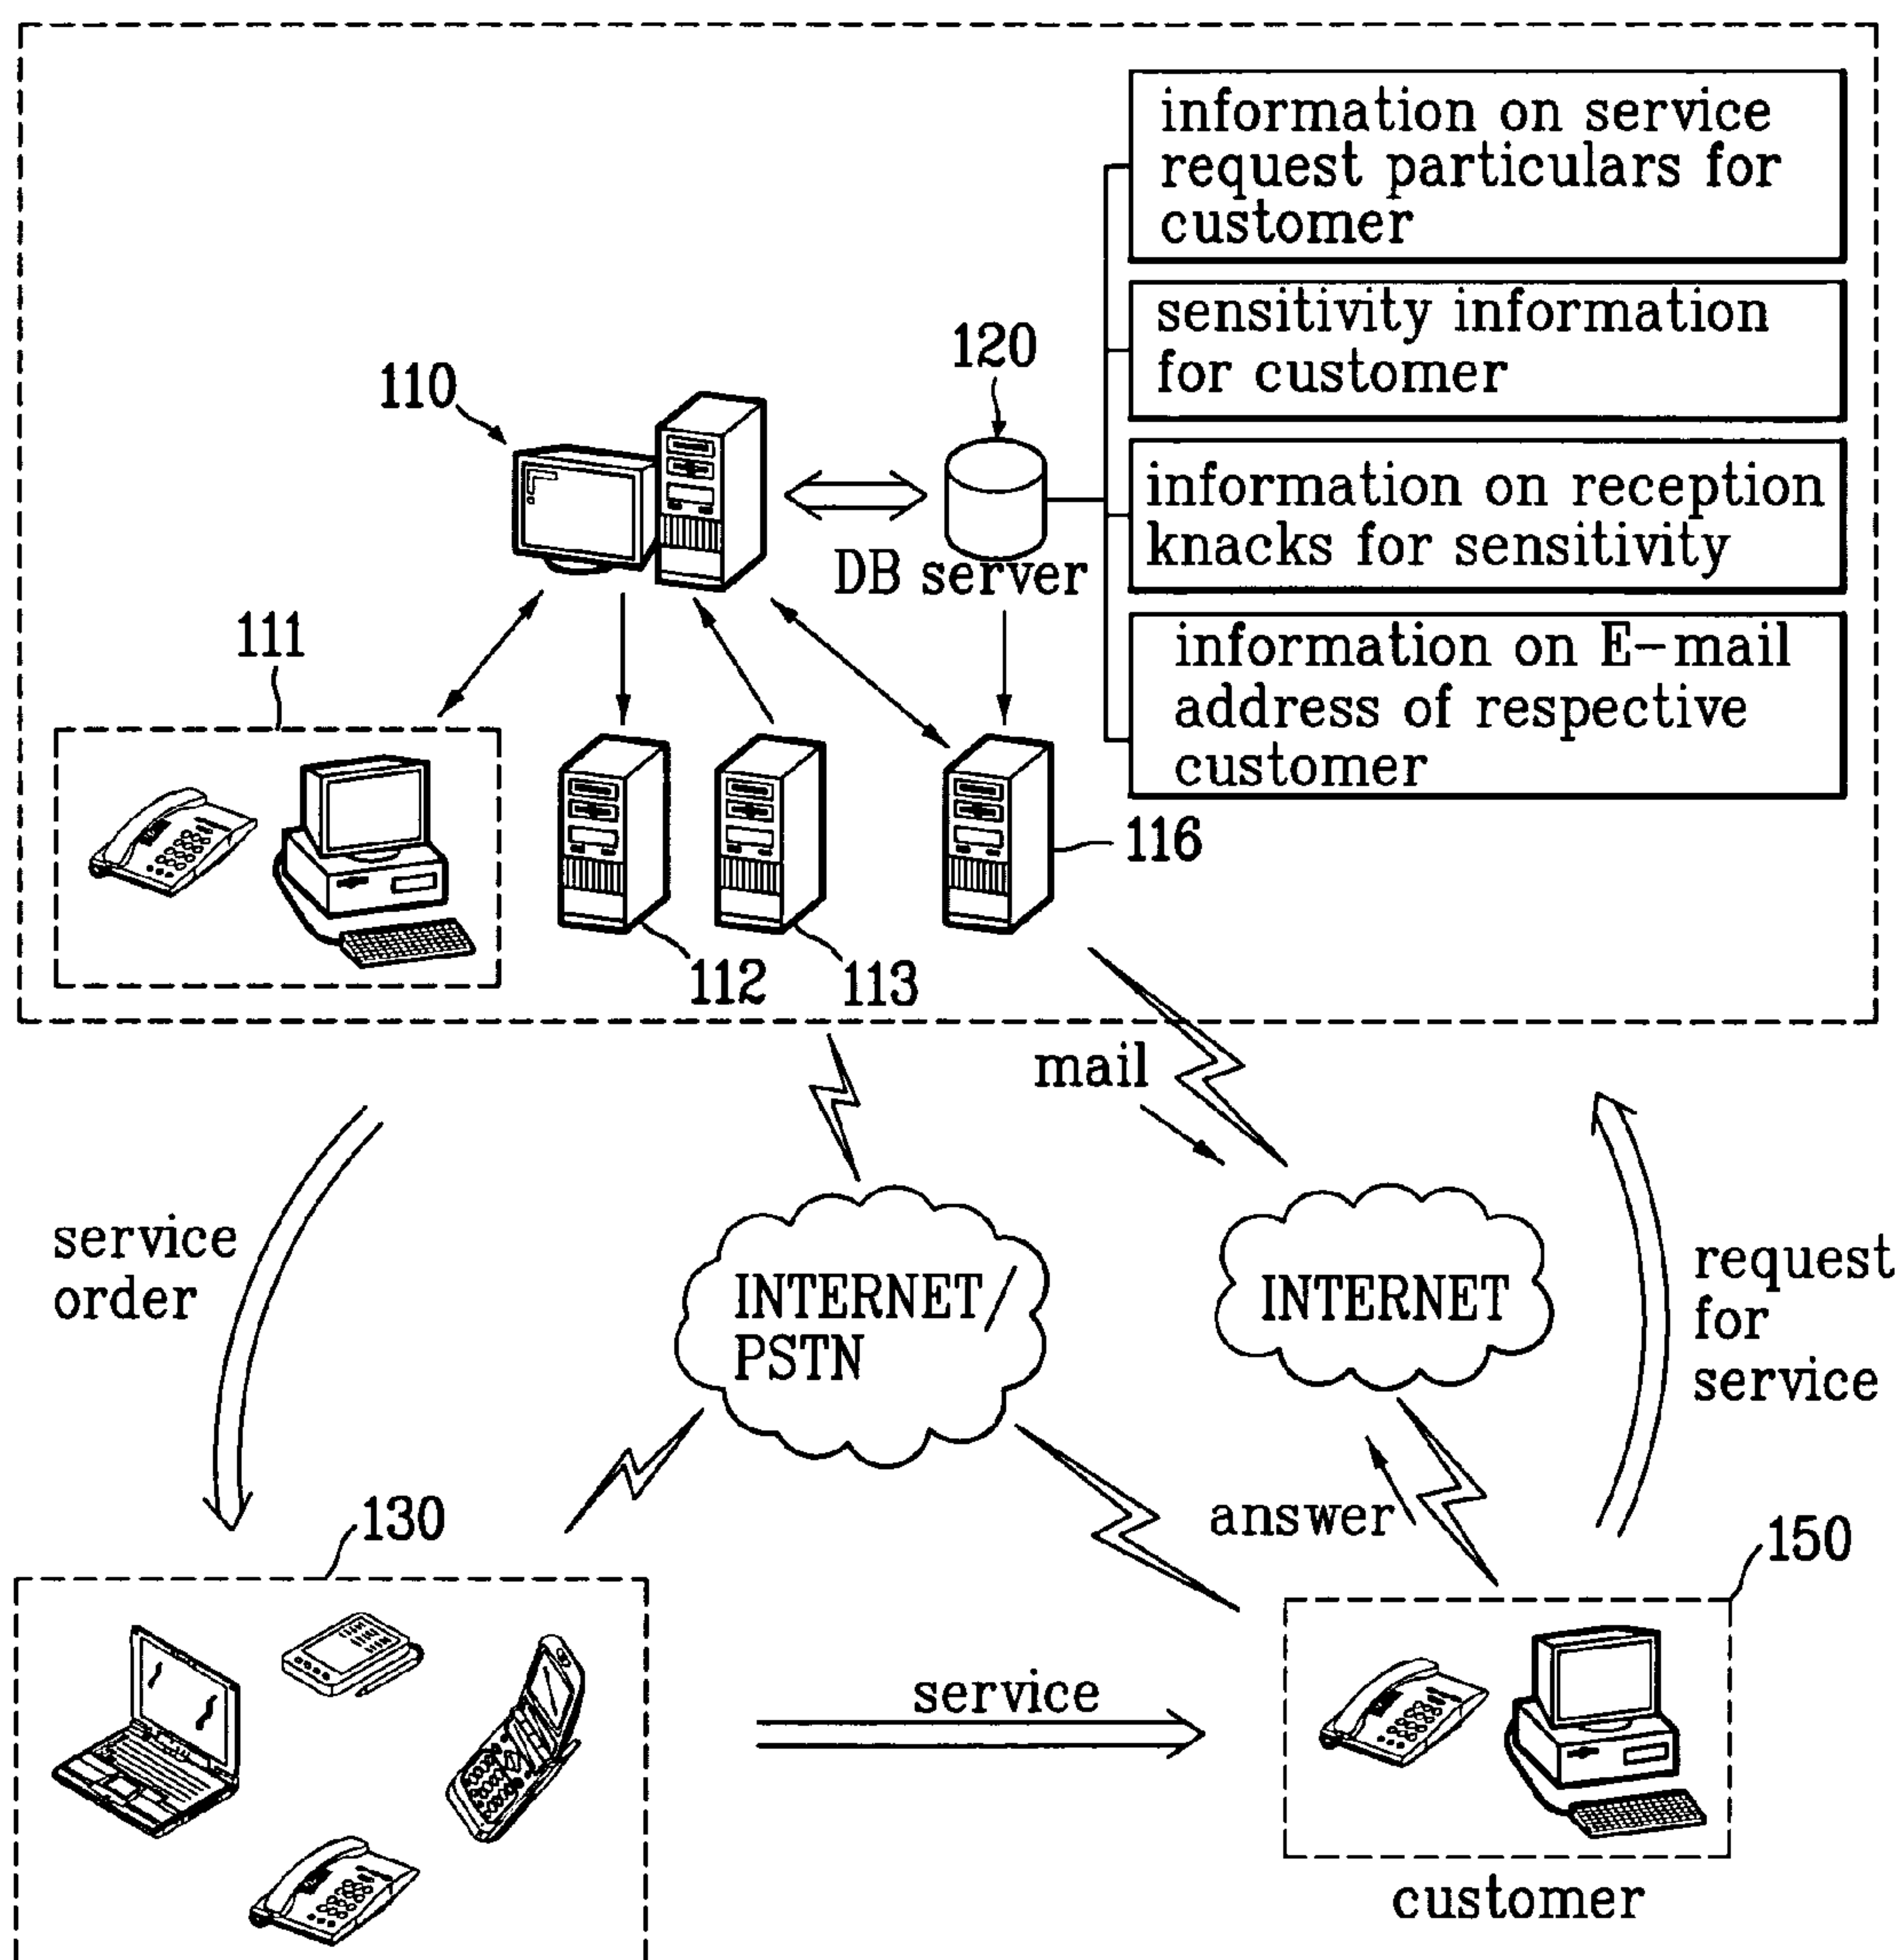 information on service
request particulars for
customer
sensitivity information
for customer
information on reception
knacks for sensitivity
information on E-mail
address of respective
customer
120
110
DB server
111
116
112
113
mail
service
order
INTERNET/
PSTN
INTERNET
request
for
service
answer
130
150
service
customer